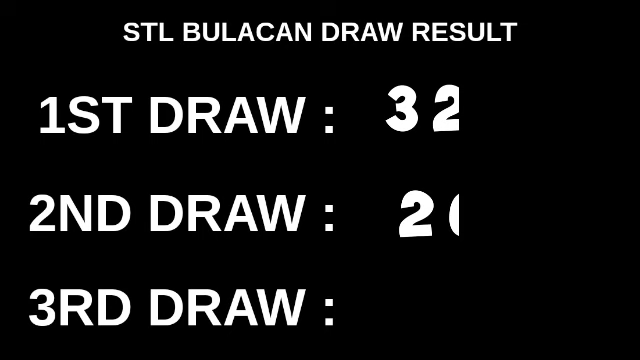 STL BULACAN DRAW RESULT
1ST DRAW : 3 2
2ND DRAW : 2
3RD DRAW :